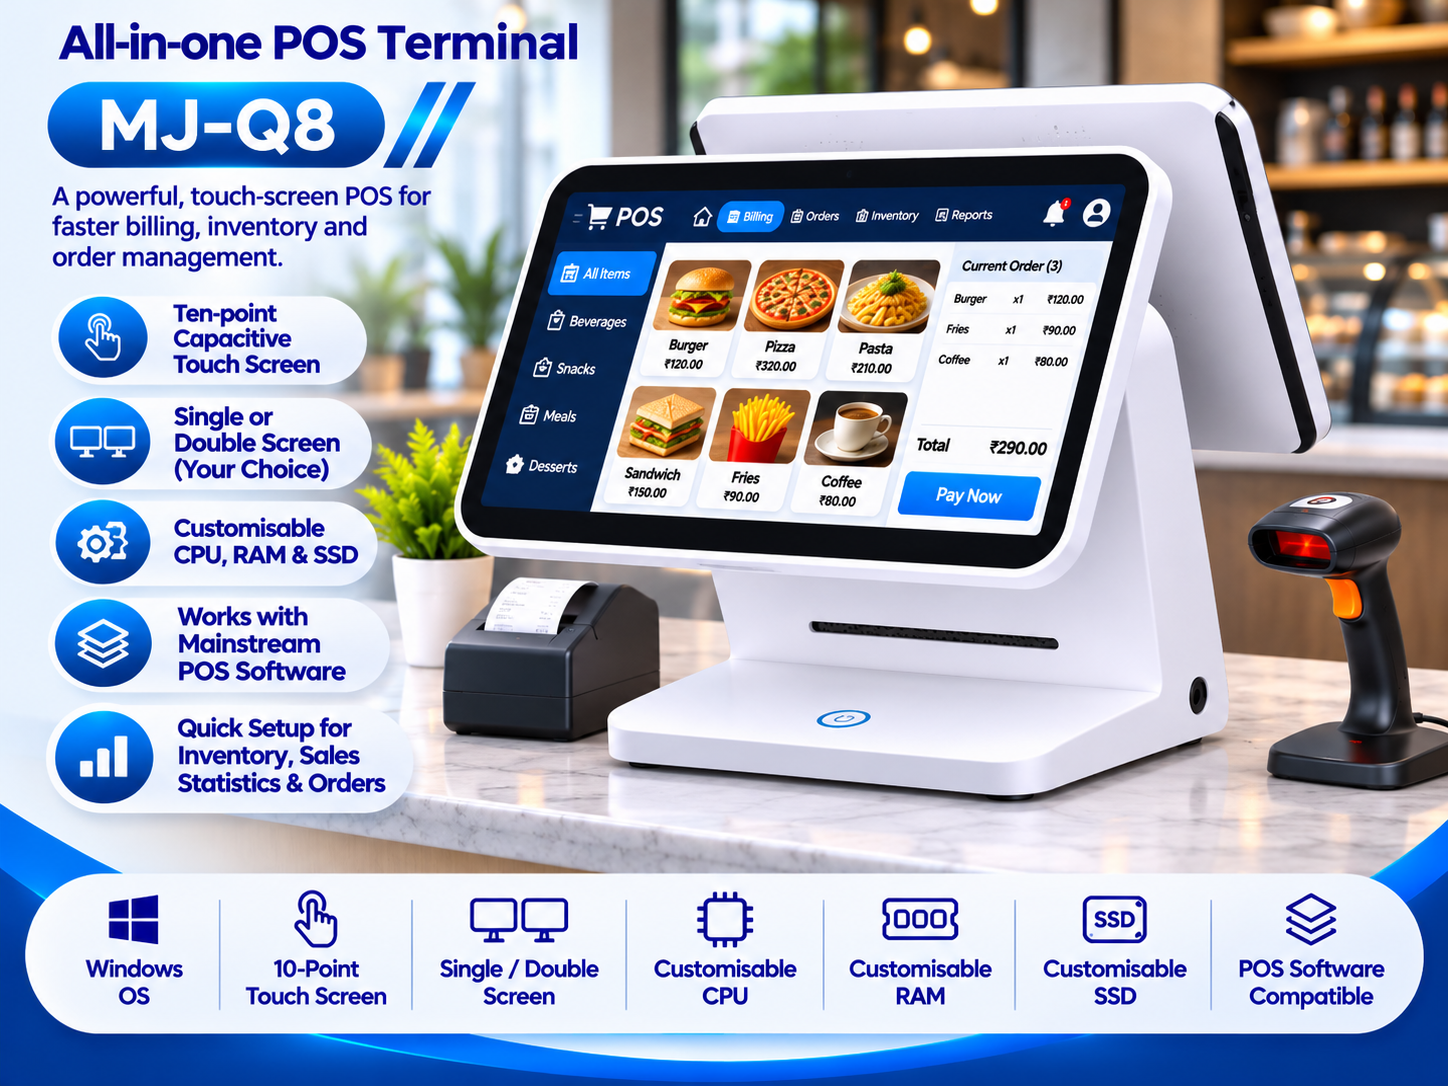 All-in-one POS Terminal
MJ-Q8
A powerful, touch-screen POS for
faster billing, inventory and
order management.
Ten-point
Capacitive
Touch Screen
Single or
Double Screen
(Your Choice)
Customisable
CPU, RAM & SSD
Works with
Mainstream
POS Software
Quick Setup for
Inventory, Sales
Statistics & Orders
POS
Billing
Orders
Inventory
Reports
All Items
Beverages
Snacks
Meals
Desserts
Burger
₹120.00
Pizza
₹320.00
Pasta
₹210.00
Sandwich
₹150.00
Fries
₹90.00
Coffee
₹80.00
Current Order (3)
Burger x1 ₹120.00
Fries x1 ₹90.00
Coffee x1 ₹80.00
Total ₹290.00
Pay Now
Windows
OS
10-Point
Touch Screen
Single / Double
Screen
Customisable
CPU
Customisable
RAM
SSD
Customisable
SSD
POS Software
Compatible